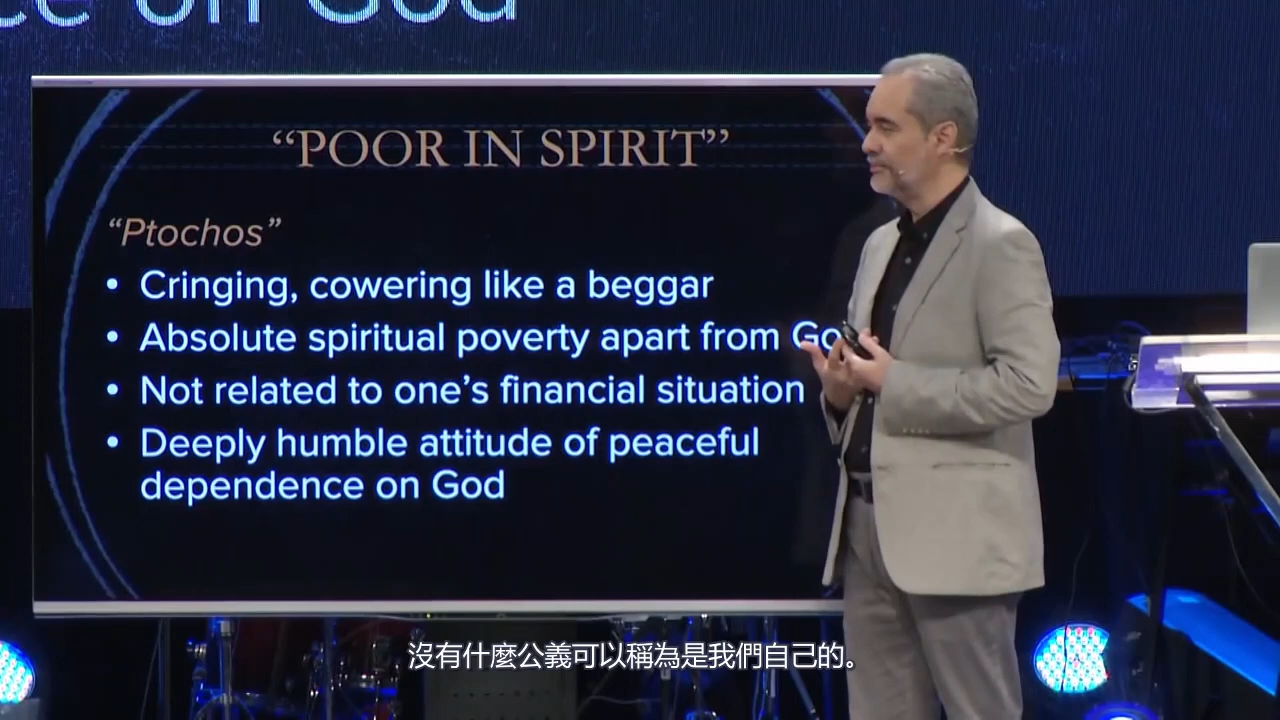 on God
“POOR IN SPIRIT”
“Ptochos”
• Cringing, cowering like a beggar
• Absolute spiritual poverty apart from
• Not related to one’s financial situation
• Deeply humble attitude of peaceful
dependence on God
沒有什麼公義可以稱為是我們自己的。